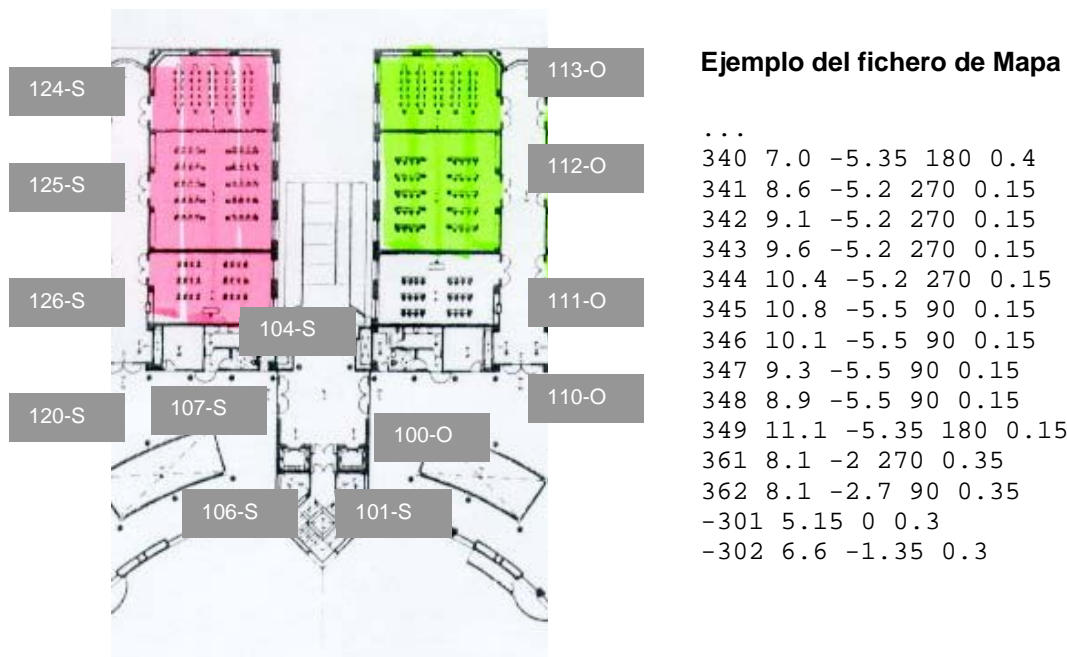 124-S
125-S
126-S
104-S
120-S
107-S
106-S
101-S
100-O
113-O
112-O
111-O
110-O
Ejemplo del fichero de Mapa
...
340 7.0 -5.35 180 0.4
341 8.6 -5.2 270 0.15
342 9.1 -5.2 270 0.15
343 9.6 -5.2 270 0.15
344 10.4 -5.2 270 0.15
345 10.8 -5.5 90 0.15
346 10.1 -5.5 90 0.15
347 9.3 -5.5 90 0.15
348 8.9 -5.5 90 0.15
349 11.1 -5.35 180 0.15
361 8.1 -2 270 0.35
362 8.1 -2.7 90 0.35
-301 5.15 0 0.3
-302 6.6 -1.35 0.3